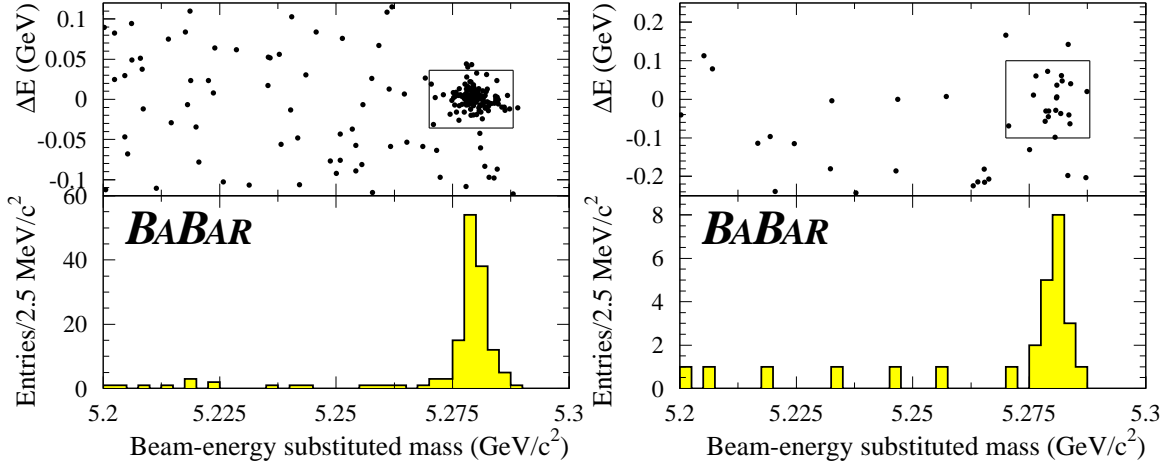 ΔE (GeV)
0.1
0.05
0
-0.05
-0.1
Entries/2.5 MeV/c²
60
40
20
0
BABAR
5.2 5.225 5.25 5.275 5.3
Beam-energy substituted mass (GeV/c²)
ΔE (GeV)
0.2
0.1
0
-0.1
-0.2
Entries/2.5 MeV/c²
8
6
4
2
0
BABAR
5.2 5.225 5.25 5.275 5.3
Beam-energy substituted mass (GeV/c²)